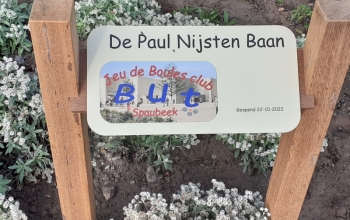 De Paul Nijsten Baan
Jeu de Boules club
B.U.t
Spaubeek
Geopend 22-10-2022